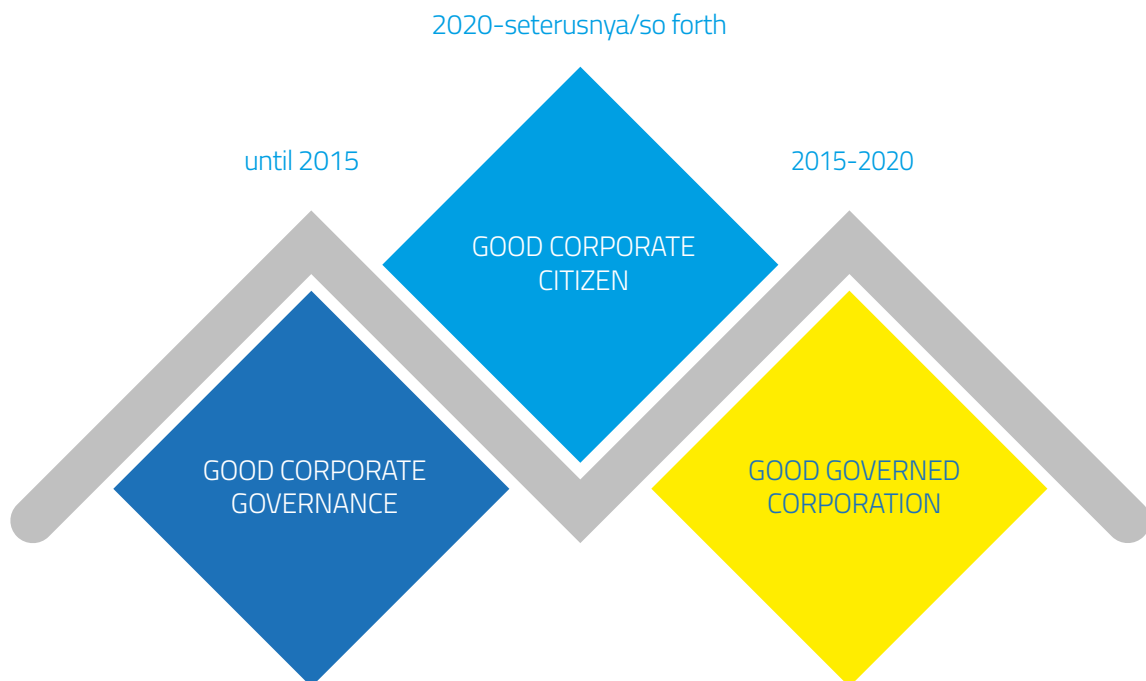 2020-seterusnya/so forth
until 2015
2015-2020
GOOD CORPORATE
CITIZEN
GOOD CORPORATE
GOVERNANCE
GOOD GOVERNED
CORPORATION